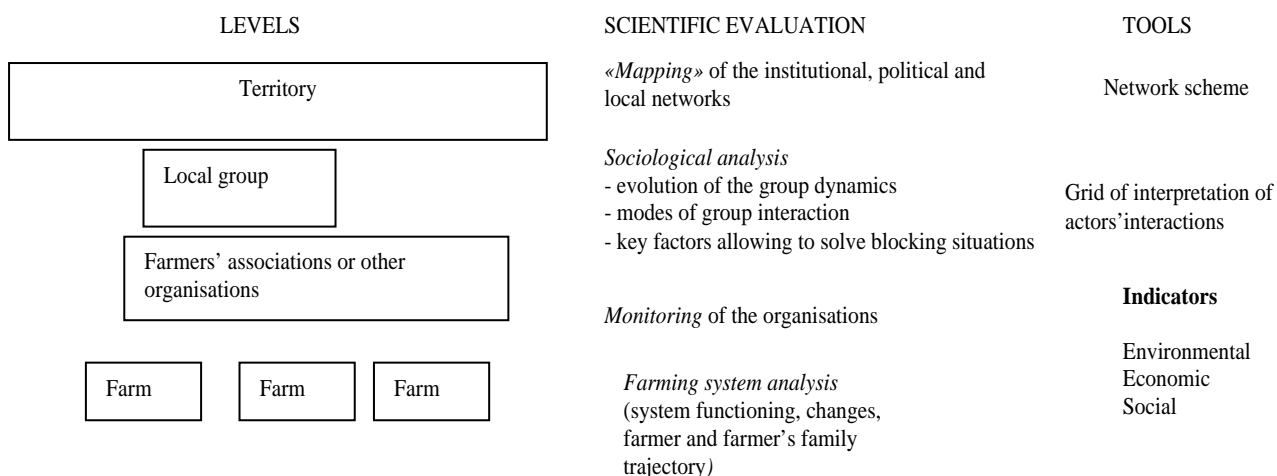 LEVELS
SCIENTIFIC EVALUATION
TOOLS
Territory
«Mapping» of the institutional, political and
local networks
Network scheme
Local group
Sociological analysis
- evolution of the group dynamics
- modes of group interaction
- key factors allowing to solve blocking situations
Grid of interpretation of
actors’interactions
Farmers’ associations or other
organisations
Monitoring of the organisations
Indicators
Environmental
Economic
Social
Farm
Farm
Farm
Farming system analysis
(system functioning, changes,
farmer and farmer’s family
trajectory)